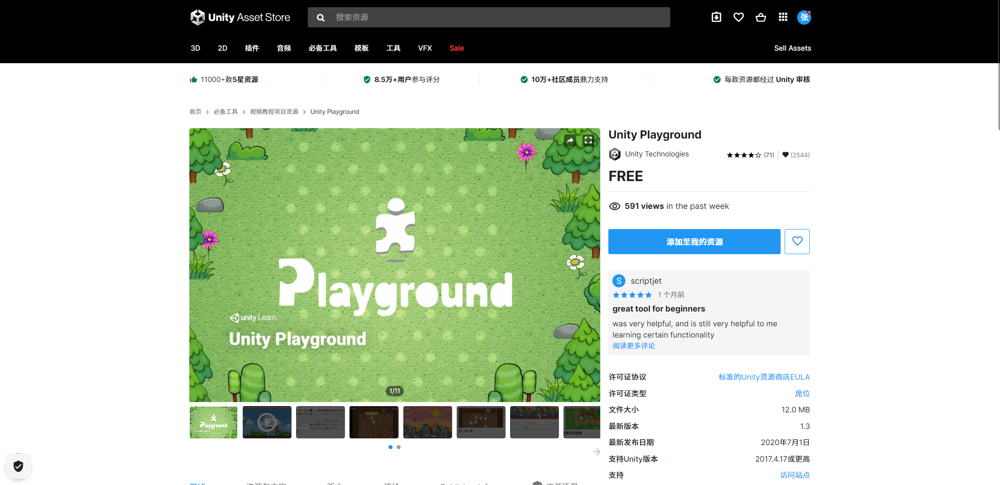 Unity Asset Store
搜索资源
张
3D 2D 插件 音频 必备工具 模板 工具 VFX Sale Sell Assets
11000+款5星资源 8.5万+用户参与评分 10万+社区成员鼎力支持 每款资源都经过 Unity 审核
首页 > 必备工具 > 视频教程项目资源 > Unity Playground
Playground
unity Learn
Unity Playground
1/11
Playground
Unity Playground
Unity Technologies (71) (2544)
FREE
591 views in the past week
添加至我的资源
S scriptjet
1 个月前
great tool for beginners
was very helpful, and is still very helpful to me
learning certain functionality
阅读更多评论
许可证协议 标准的Unity资源商店EULA
许可证类型 席位
文件大小 12.0 MB
最新版本 1.3
最新发布日期 2020年7月1日
支持Unity版本 2017.4.17或更高
支持 访问站点